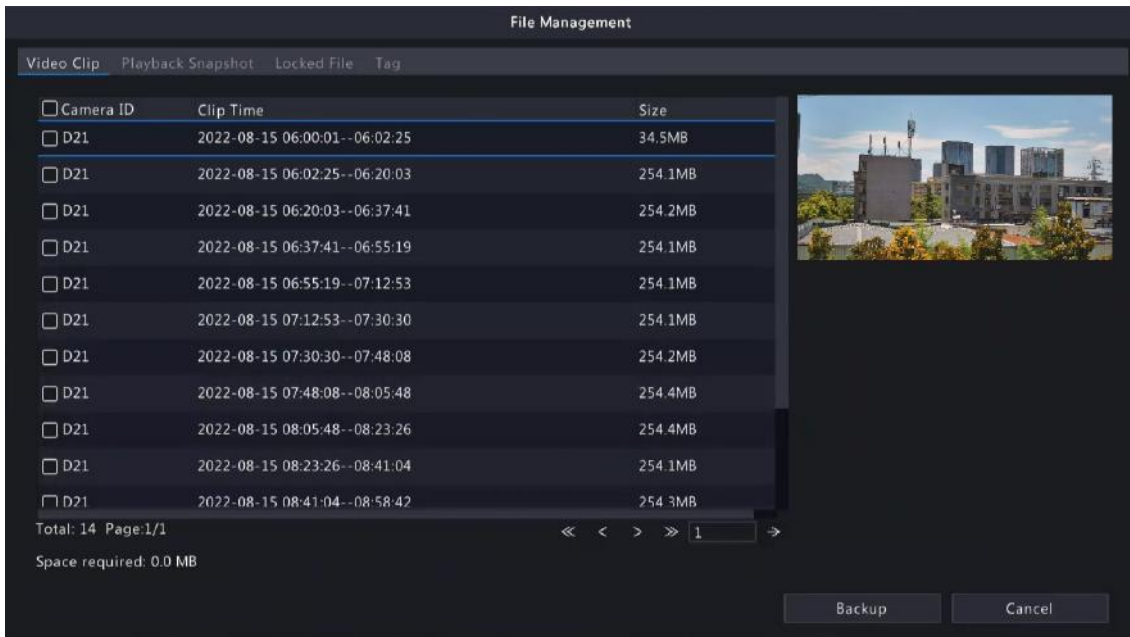 File Management
Video Clip Playback Snapshot Locked File Tag
Camera ID Clip Time Size
D21 2022-08-15 06:00:01--06:02:25 34.5MB
D21 2022-08-15 06:02:25--06:20:03 254.1MB
D21 2022-08-15 06:20:03--06:37:41 254.2MB
D21 2022-08-15 06:37:41--06:55:19 254.1MB
D21 2022-08-15 06:55:19--07:12:53 254.1MB
D21 2022-08-15 07:12:53--07:30:30 254.1MB
D21 2022-08-15 07:30:30--07:48:08 254.2MB
D21 2022-08-15 07:48:08--08:05:48 254.4MB
D21 2022-08-15 08:05:48--08:23:26 254.4MB
D21 2022-08-15 08:23:26--08:41:04 254.1MB
D21 2022-08-15 08:41:04--08:58:42 254.3MB
Total: 14 Page:1/1 1
Space required: 0.0 MB
Backup Cancel